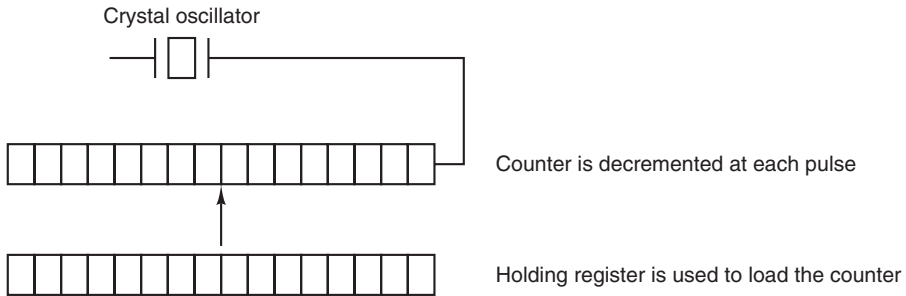 Crystal oscillator
Counter is decremented at each pulse
Holding register is used to load the counter